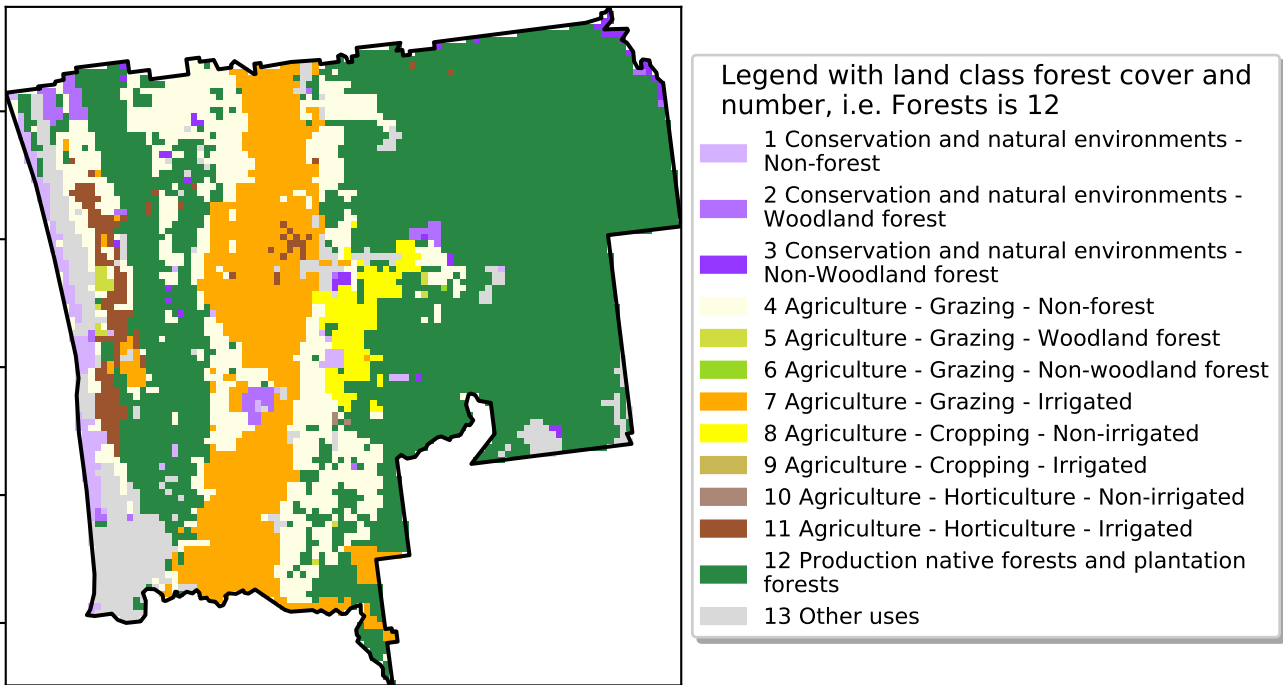 Legend with land class forest cover and
number, i.e. Forests is 12
1 Conservation and natural environments -
Non-forest
2 Conservation and natural environments -
Woodland forest
3 Conservation and natural environments -
Non-Woodland forest
4 Agriculture - Grazing - Non-forest
5 Agriculture - Grazing - Woodland forest
6 Agriculture - Grazing - Non-woodland forest
7 Agriculture - Grazing - Irrigated
8 Agriculture - Cropping - Non-irrigated
9 Agriculture - Cropping - Irrigated
10 Agriculture - Horticulture - Non-irrigated
11 Agriculture - Horticulture - Irrigated
12 Production native forests and plantation
forests
13 Other uses